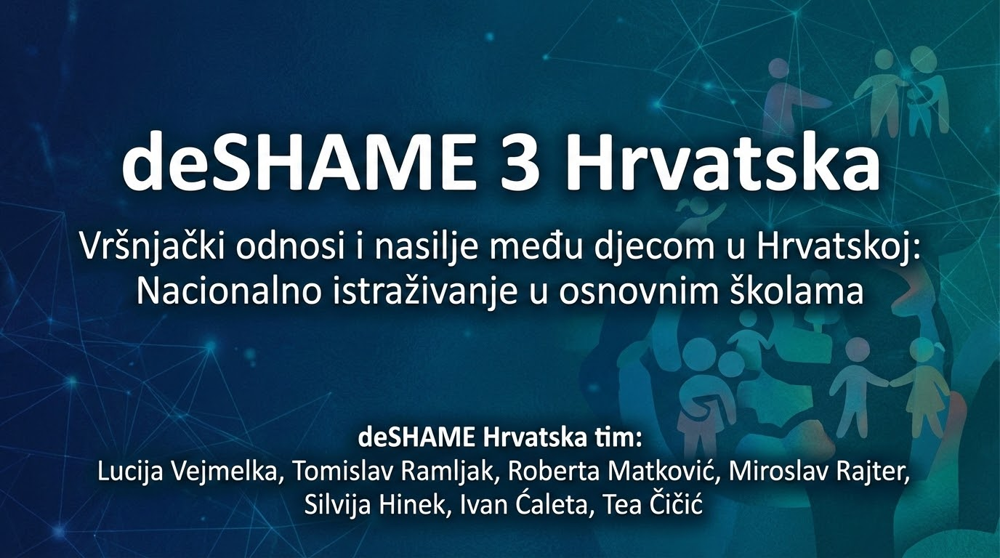 deSHAME 3 Hrvatska
Vršnjački odnosi i nasilje među djecom u Hrvatskoj:
Nacionalno istraživanje u osnovnim školama
deSHAME Hrvatska tim:
Lucija Vejmelka, Tomislav Ramljak, Roberta Matković, Miroslav Rajter,
Silvija Hinek, Ivan Ćaleta, Tea Čičić